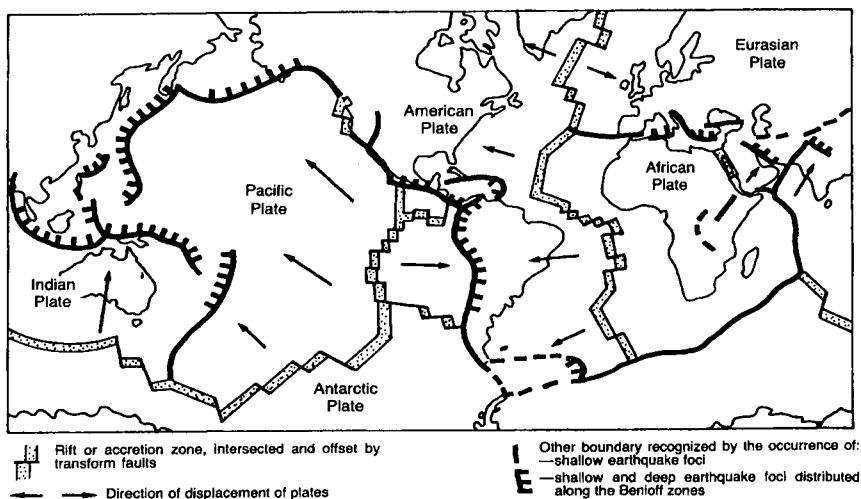 Eurasian
Plate
American
Plate
African
Plate
Pacific
Plate
Indian
Plate
Antarctic
Plate
Rift or accretion zone, intersected and offset by
transform faults
Direction of displacement of plates
Other boundary recognized by the occurrence of:
—shallow earthquake foci
—shallow and deep earthquake foci distributed
along the Benioff zones